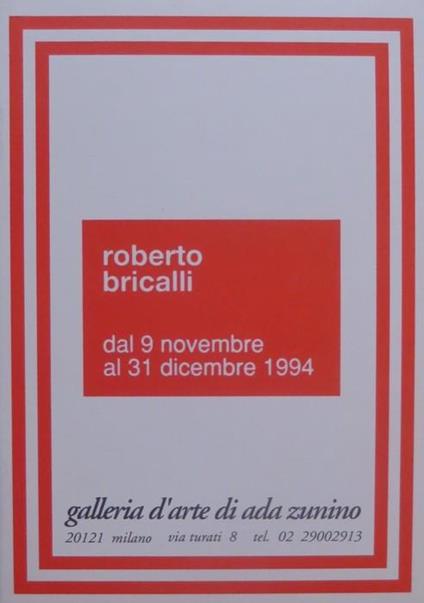 roberto
bricalli
dal 9 novembre
al 31 dicembre 1994
galleria d'arte di ada zunino
20121 milano via turati 8 tel. 02 29002913